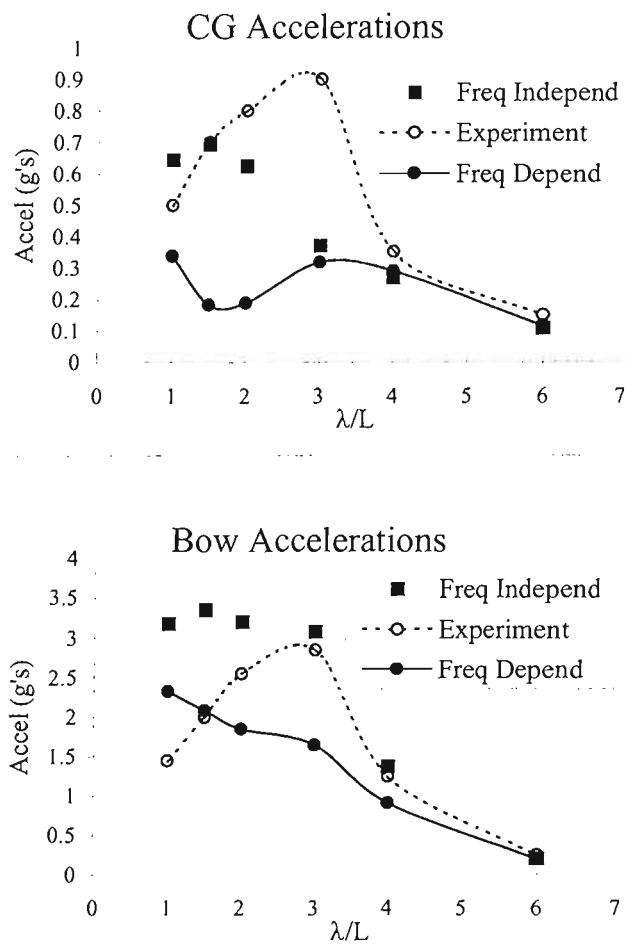 CG Accelerations
1
0.9
0.8
0.7
0.6
0.5
0.4
0.3
0.2
0.1
0
Accel (g's)
Freq Independ
Experiment
Freq Depend
0 1 2 3 4 5 6 7
λ/L
Bow Accelerations
4
3.5
3
2.5
2
1.5
1
0.5
0
Accel (g's)
Freq Independ
Experiment
Freq Depend
0 1 2 3 4 5 6 7
λ/L